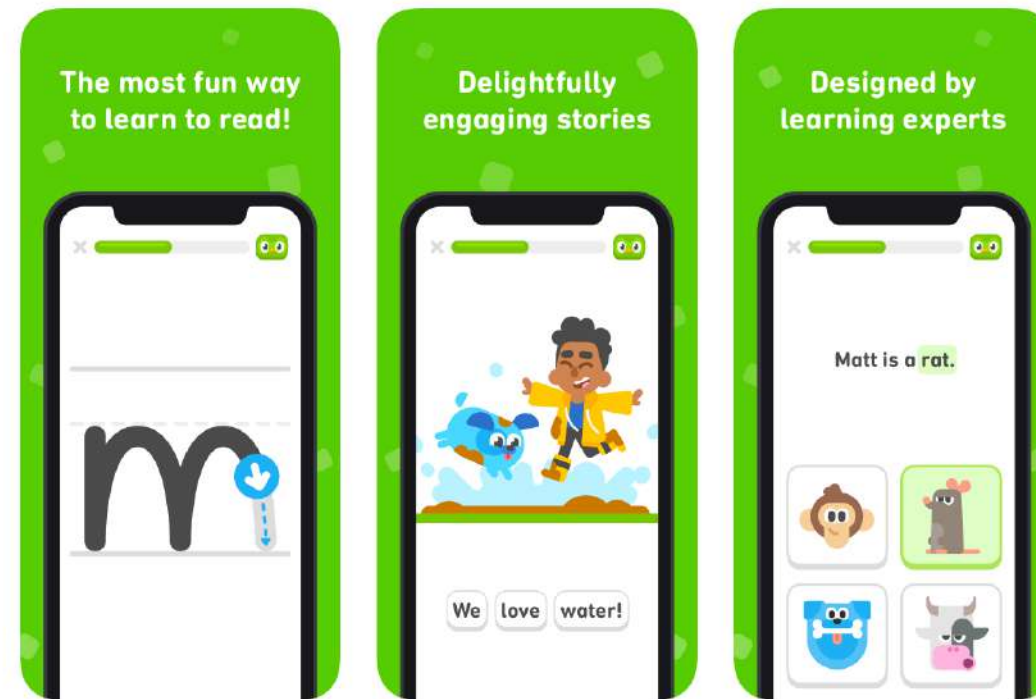 The most fun way
to learn to read!
m
Delightfully
engaging stories
We love water!
Designed by
learning experts
Matt is a rat.